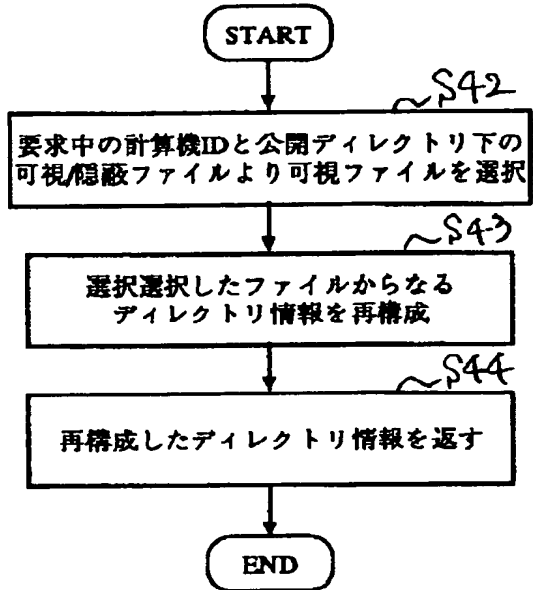 START
S42
要求中の計算機IDと公開ディレクトリ下の
可視/隠蔽ファイルより可視ファイルを選択
S43
選択選択したファイルからなる
ディレクトリ情報を再構成
S44
再構成したディレクトリ情報を返す
END